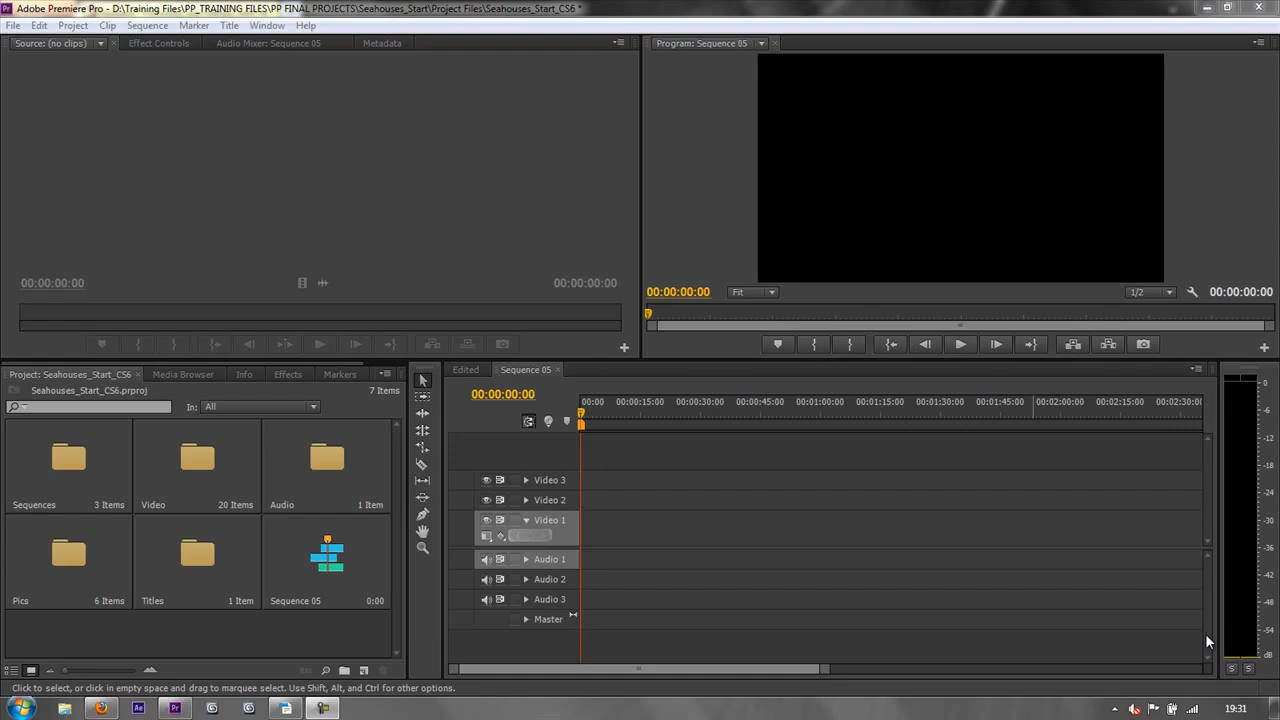 Adobe Premiere Pro - D:\Training Files\PP_TRAINING FILES\PP FINAL PROJECTS\Seahouses_Start\Project Files\Seahouses_Start_CS6 *
File Edit Project Clip Sequence Marker Title Window Help
Source: (no clips) Effect Controls Audio Mixer: Sequence 05 Metadata
Program: Sequence 05
00:00:00:00 00:00:00:00
00:00:00:00 Fit 1/2 00:00:00:00
Project: Seahouses_Start_CS6 Media Browser Info Effects Markers
Seahouses_Start_CS6.prproj 7 Items
In: All
Sequences 3 Items Video 20 Items Audio 1 Item
Pics 6 Items Titles 1 Item Sequence 05 0:00
Edited Sequence 05
00:00:00:00
00:00 00:00:15:00 00:00:30:00 00:00:45:00 00:01:00:00 00:01:15:00 00:01:30:00 00:01:45:00 00:02:00:00 00:02:15:00 00:02:30:00
Video 3
Video 2
Video 1
Audio 1
Audio 2
Audio 3
Master
0
-6
-12
-18
-24
-30
-36
-42
-48
-54
dB
S S
Click to select, or click in empty space and drag to marquee select. Use Shift, Alt, and Ctrl for other options.
Ae Pr 19:31